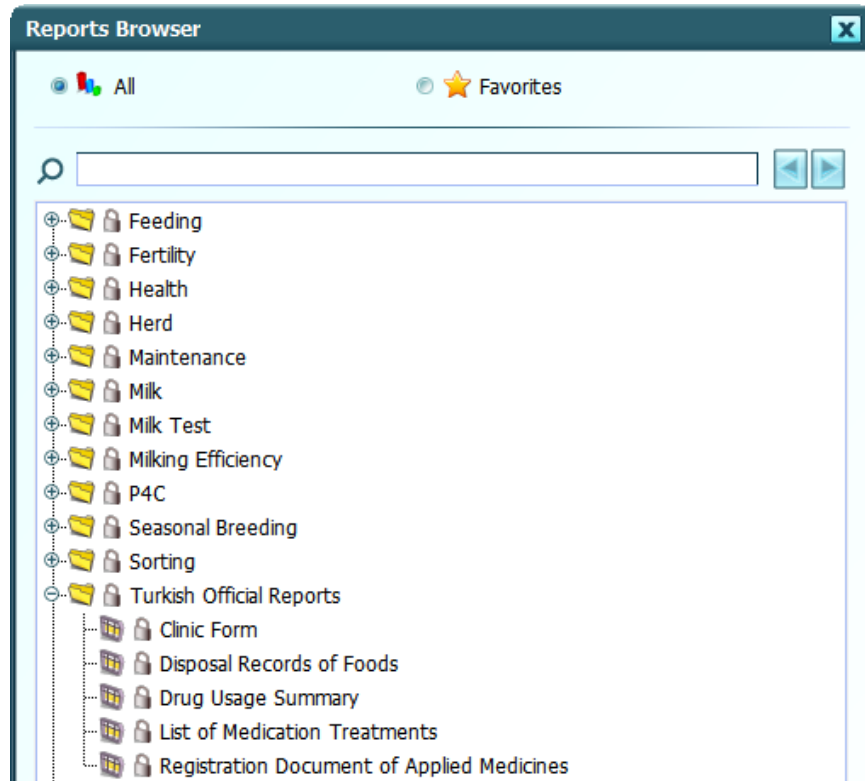 Reports Browser
All Favorites
Feeding
Fertility
Health
Herd
Maintenance
Milk
Milk Test
Milking Efficiency
P4C
Seasonal Breeding
Sorting
Turkish Official Reports
Clinic Form
Disposal Records of Foods
Drug Usage Summary
List of Medication Treatments
Registration Document of Applied Medicines